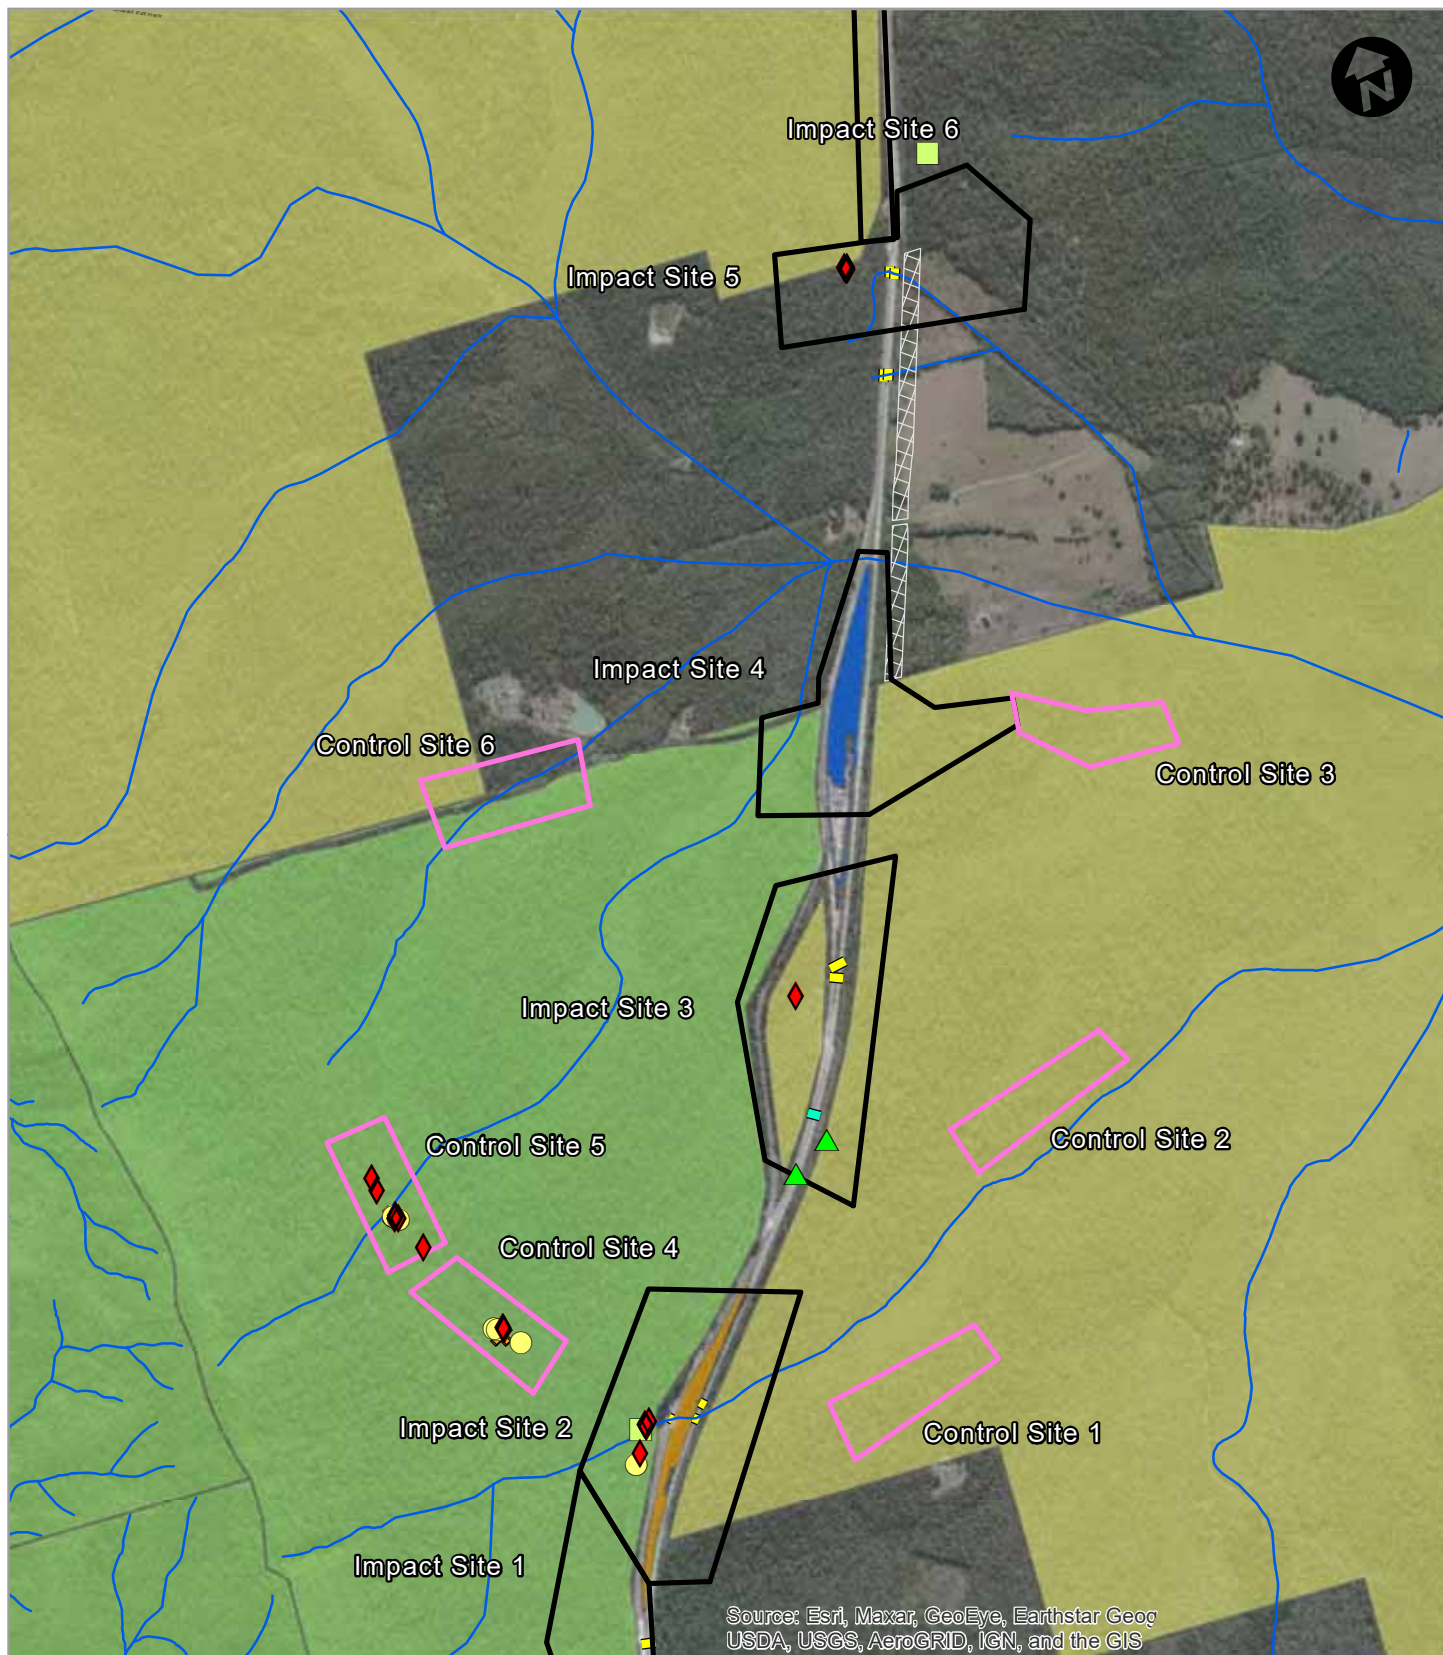 Impact Site 6
Impact Site 5
Impact Site 4
Control Site 6
Control Site 3
Impact Site 3
Control Site 2
Control Site 5
Control Site 4
Impact Site 2
Control Site 1
Impact Site 1
Source: Esri, Maxar, GeoEye, Earthstar Geog
USDA, USGS, AeroGRID, IGN, and the GIS
N